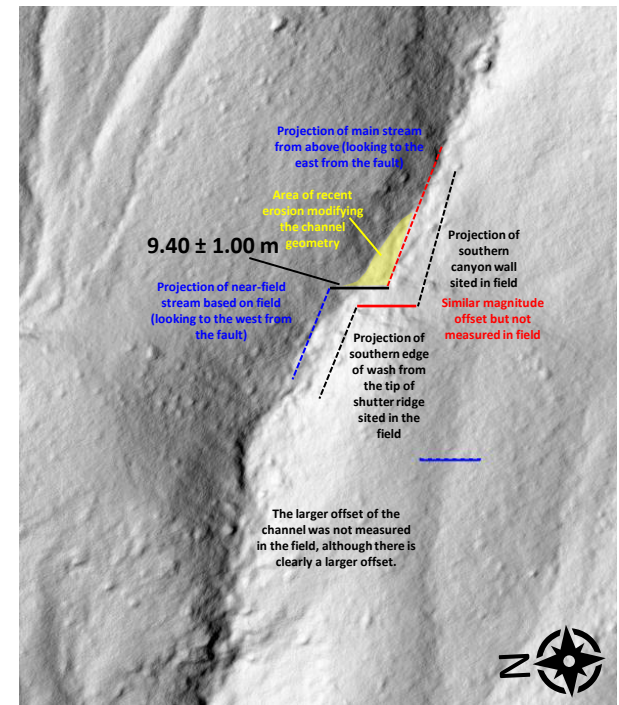 Projection of main stream
from above (looking to the
east from the fault)
Area of recent
erosion modifying
the channel
geometry
9.40 ± 1.00 m
Projection of
southern
canyon wall
sited in field
Projection of near-field
stream based on field
(looking to the west from
the fault)
Similar magnitude
offset but not
measured in field
Projection of
southern edge
of wash from
the tip of
shutter ridge
sited in the
field
The larger offset of the
channel was not measured
in the field, although there is
clearly a larger offset.
N